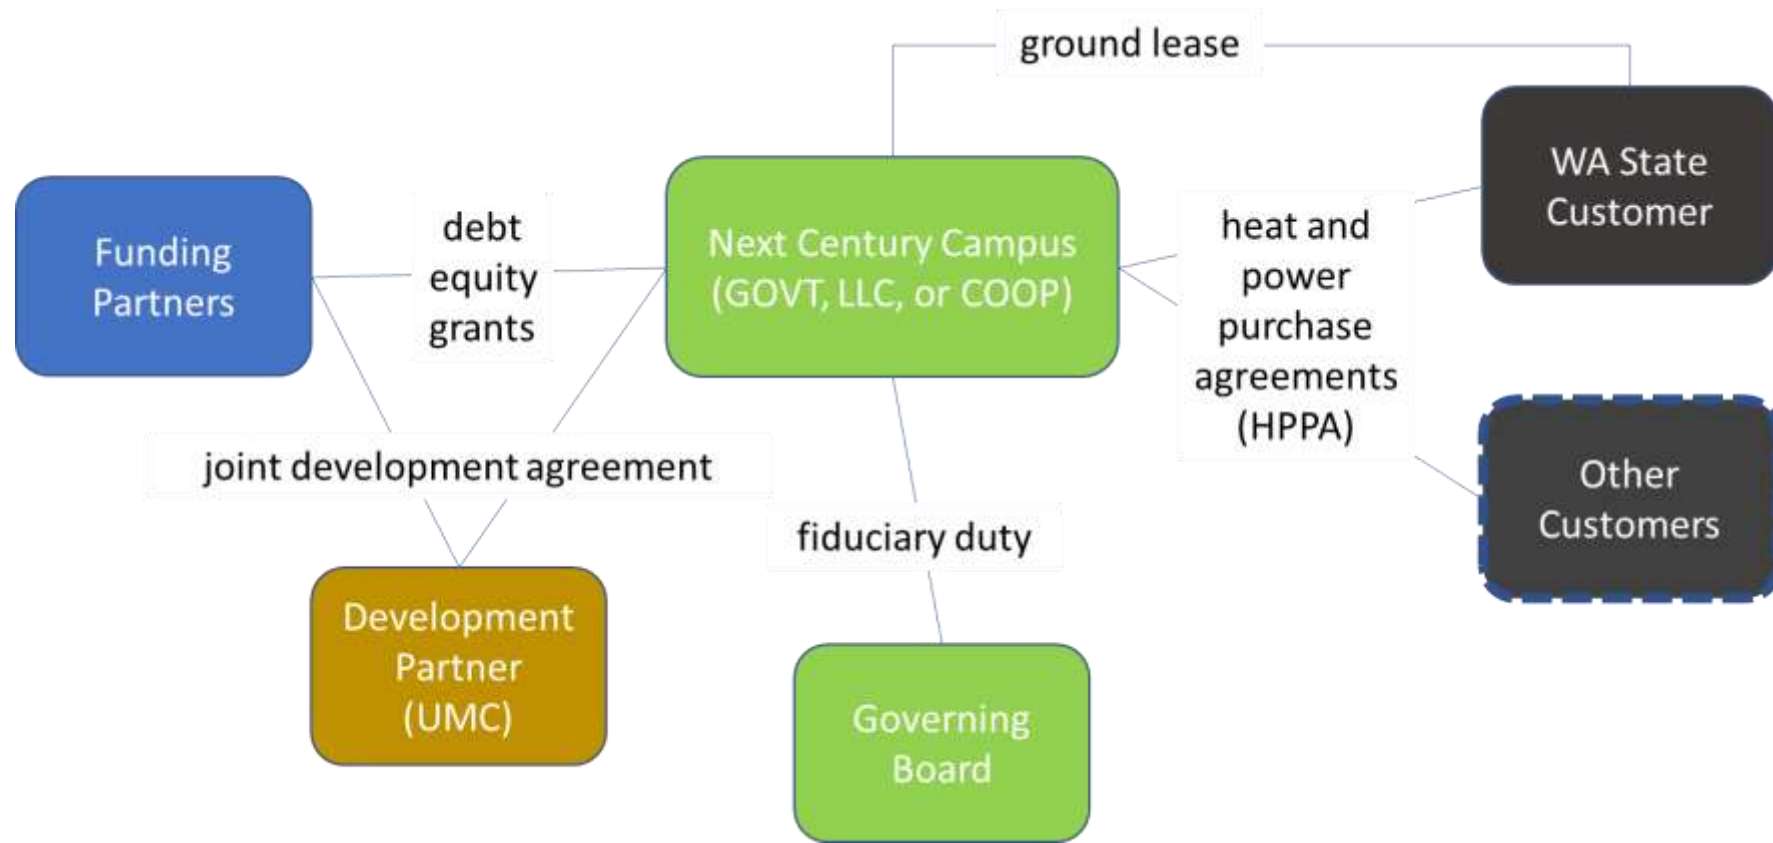 ground lease
WA State
Customer
Funding
Partners
debt
equity
grants
Next Century Campus
(GOVT, LLC, or COOP)
heat and
power
purchase
agreements
(HPPA)
joint development agreement
Other
Customers
fiduciary duty
Development
Partner
(UMC)
Governing
Board